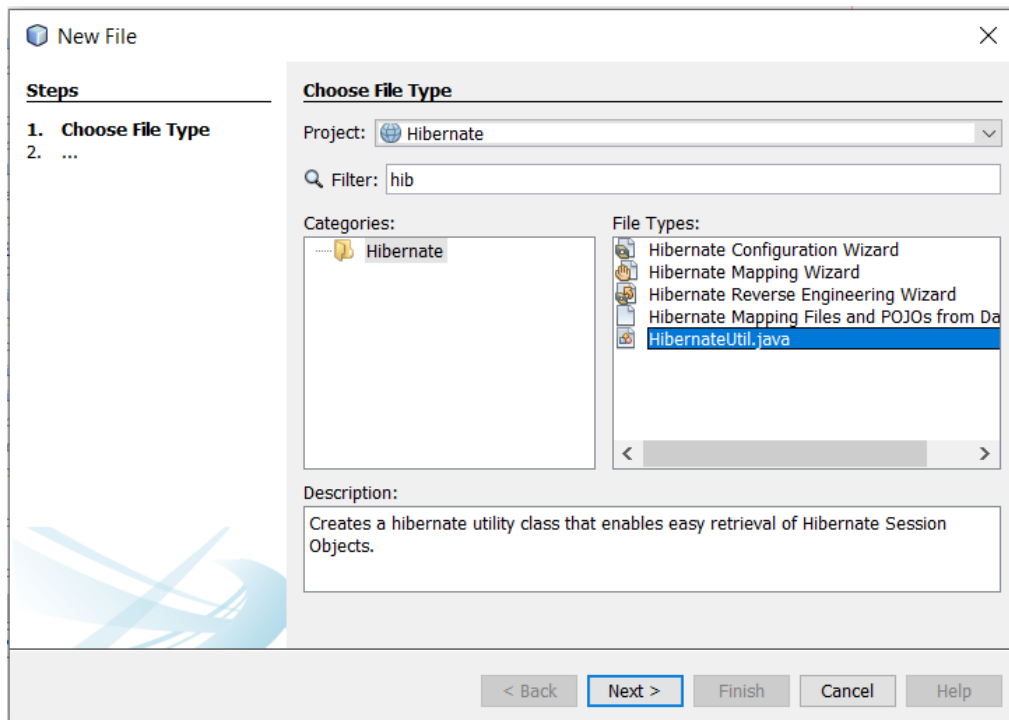 New File
Steps
1. Choose File Type
2. ...
Choose File Type
Project: Hibernate
Filter: hib
Categories:
Hibernate
File Types:
Hibernate Configuration Wizard
Hibernate Mapping Wizard
Hibernate Reverse Engineering Wizard
Hibernate Mapping Files and POJOs from Da
HibernateUtil.java
Description:
Creates a hibernate utility class that enables easy retrieval of Hibernate Session
Objects.
< Back
Next >
Finish
Cancel
Help